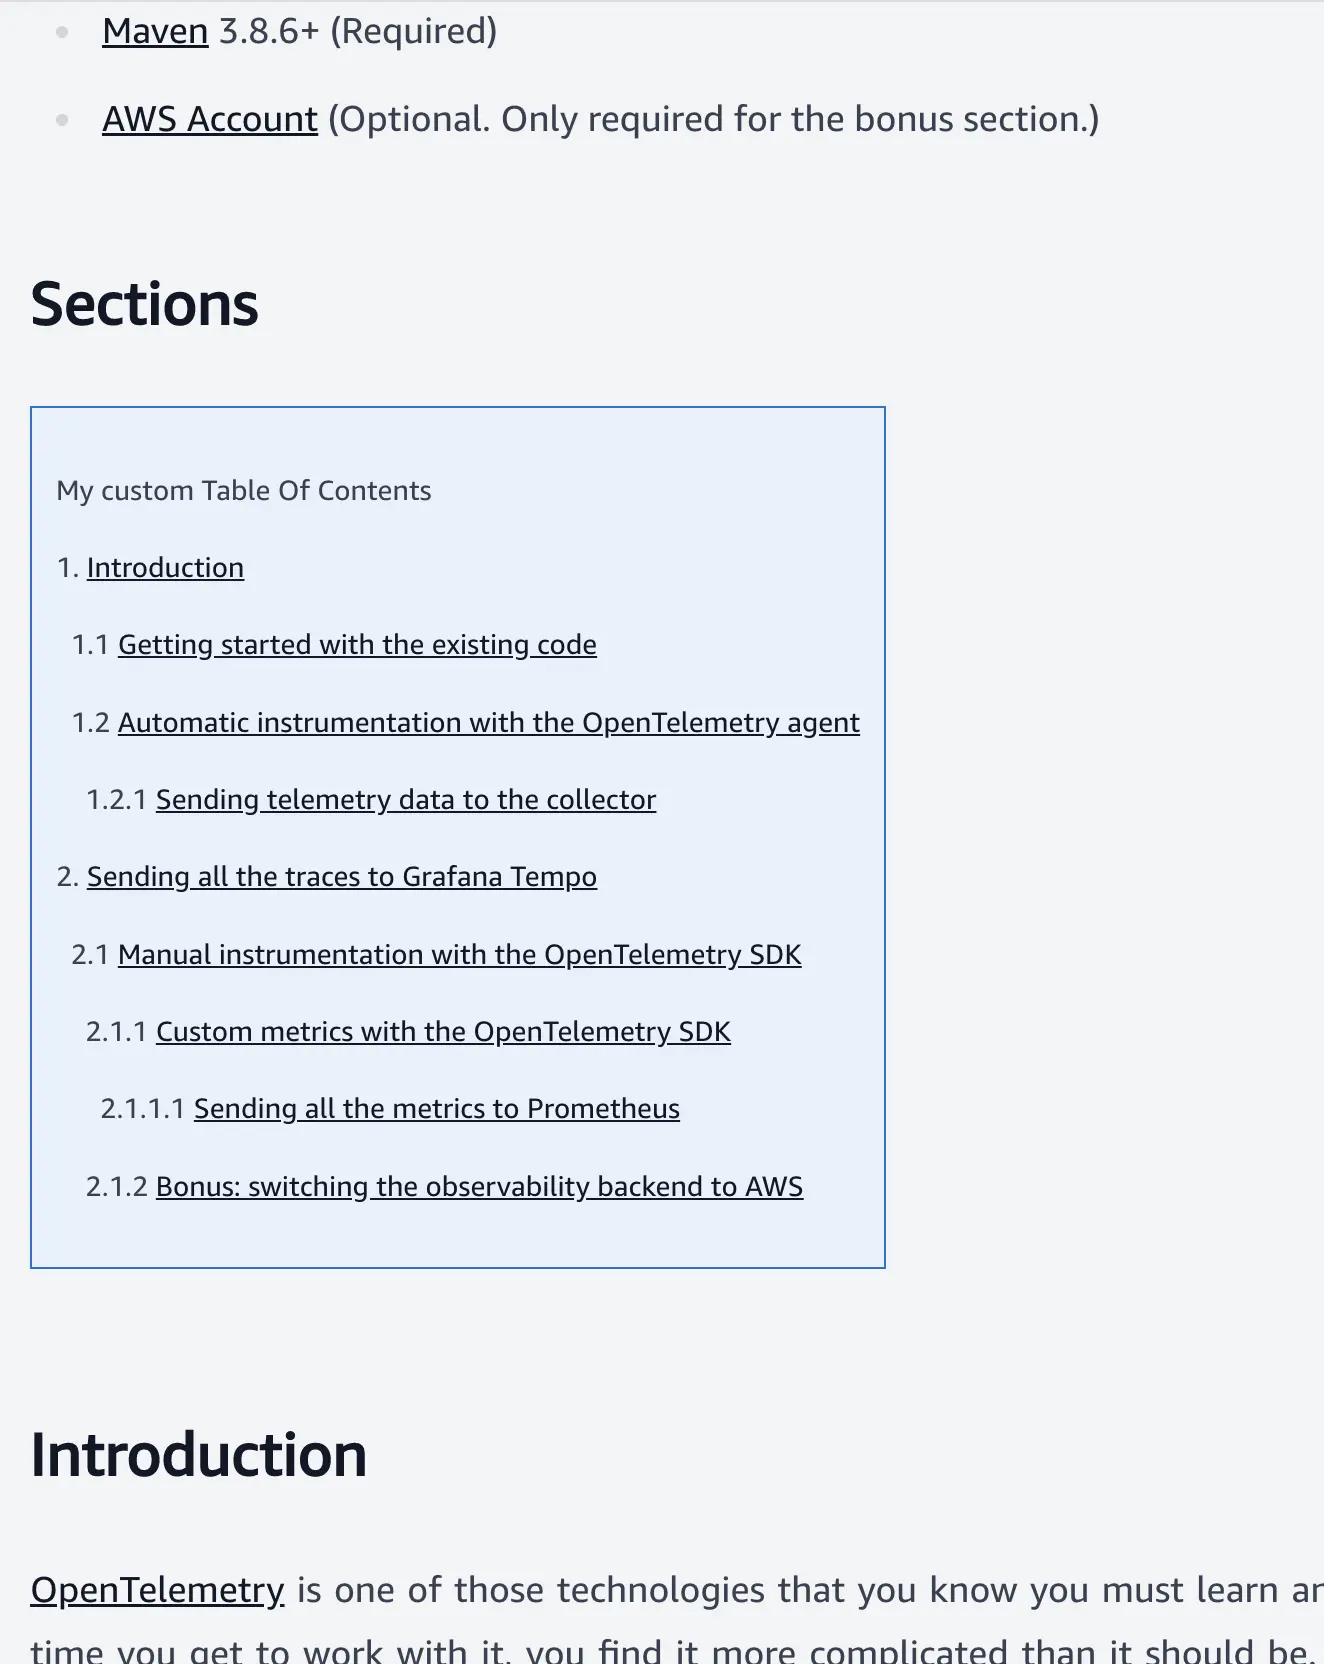 Maven 3.8.6+ (Required)
AWS Account (Optional. Only required for the bonus section.)
Sections
My custom Table Of Contents
1. Introduction
1.1 Getting started with the existing code
1.2 Automatic instrumentation with the OpenTelemetry agent
1.2.1 Sending telemetry data to the collector
2. Sending all the traces to Grafana Tempo
2.1 Manual instrumentation with the OpenTelemetry SDK
2.1.1 Custom metrics with the OpenTelemetry SDK
2.1.1.1 Sending all the metrics to Prometheus
2.1.2 Bonus: switching the observability backend to AWS
Introduction
OpenTelemetry is one of those technologies that you know you must learn
time you get to work with it, you find it more complicated than it should be.